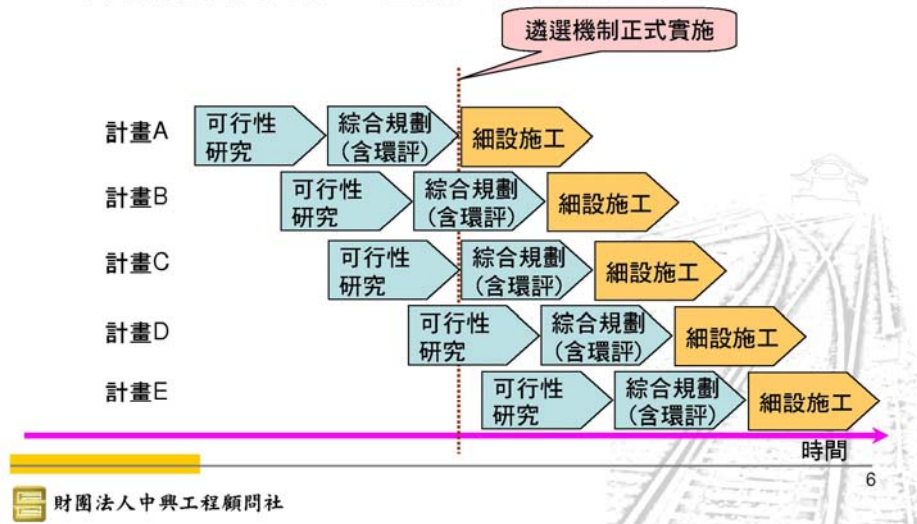 遴選機制正式實施
計畫A
可行性
研究
綜合規劃
(含環評)
細設施工
計畫B
可行性
研究
綜合規劃
(含環評)
細設施工
計畫C
可行性
研究
綜合規劃
(含環評)
細設施工
計畫D
可行性
研究
綜合規劃
(含環評)
細設施工
計畫E
可行性
研究
綜合規劃
(含環評)
細設施工
時間
6
財團法人中興工程顧問社